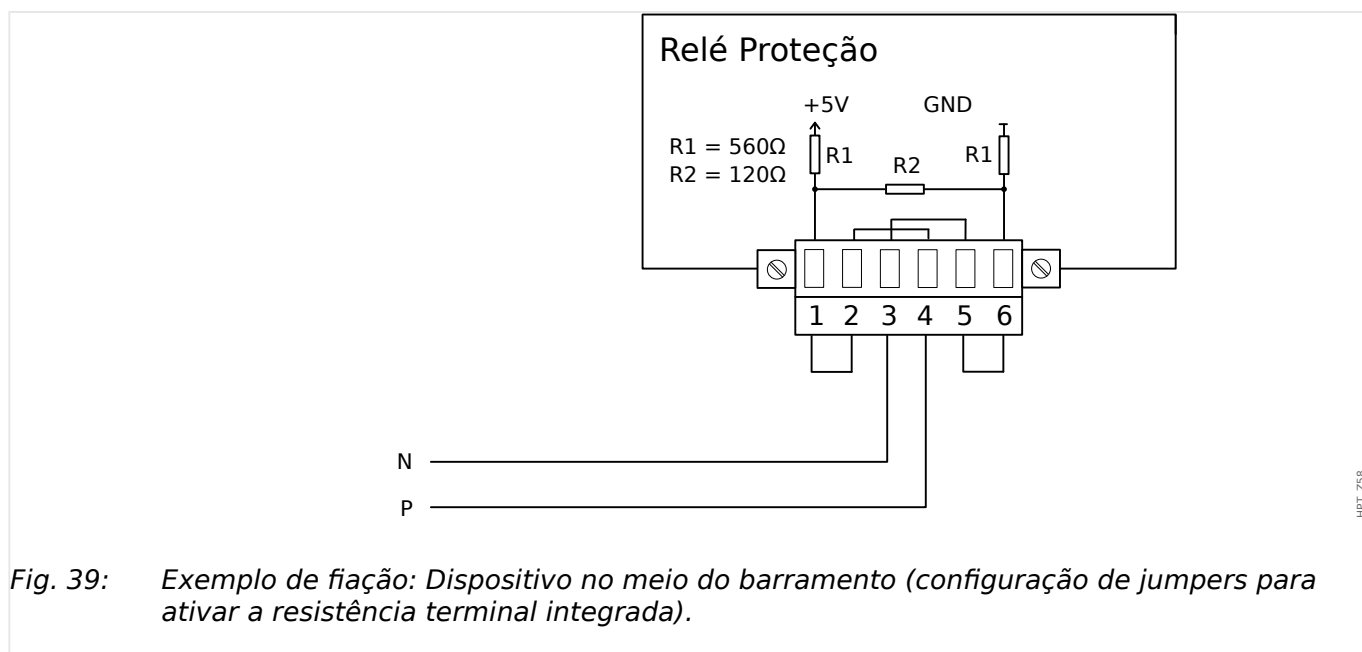 Relé Proteção
+5V GND
R1 = 560Ω
R2 = 120Ω
R1 R2 R1
1 2 3 4 5 6
N
P
HPT_Z58
Fig. 39: Exemplo de fiação: Dispositivo no meio do barramento (configuração de jumpers para
ativar a resistência terminal integrada).